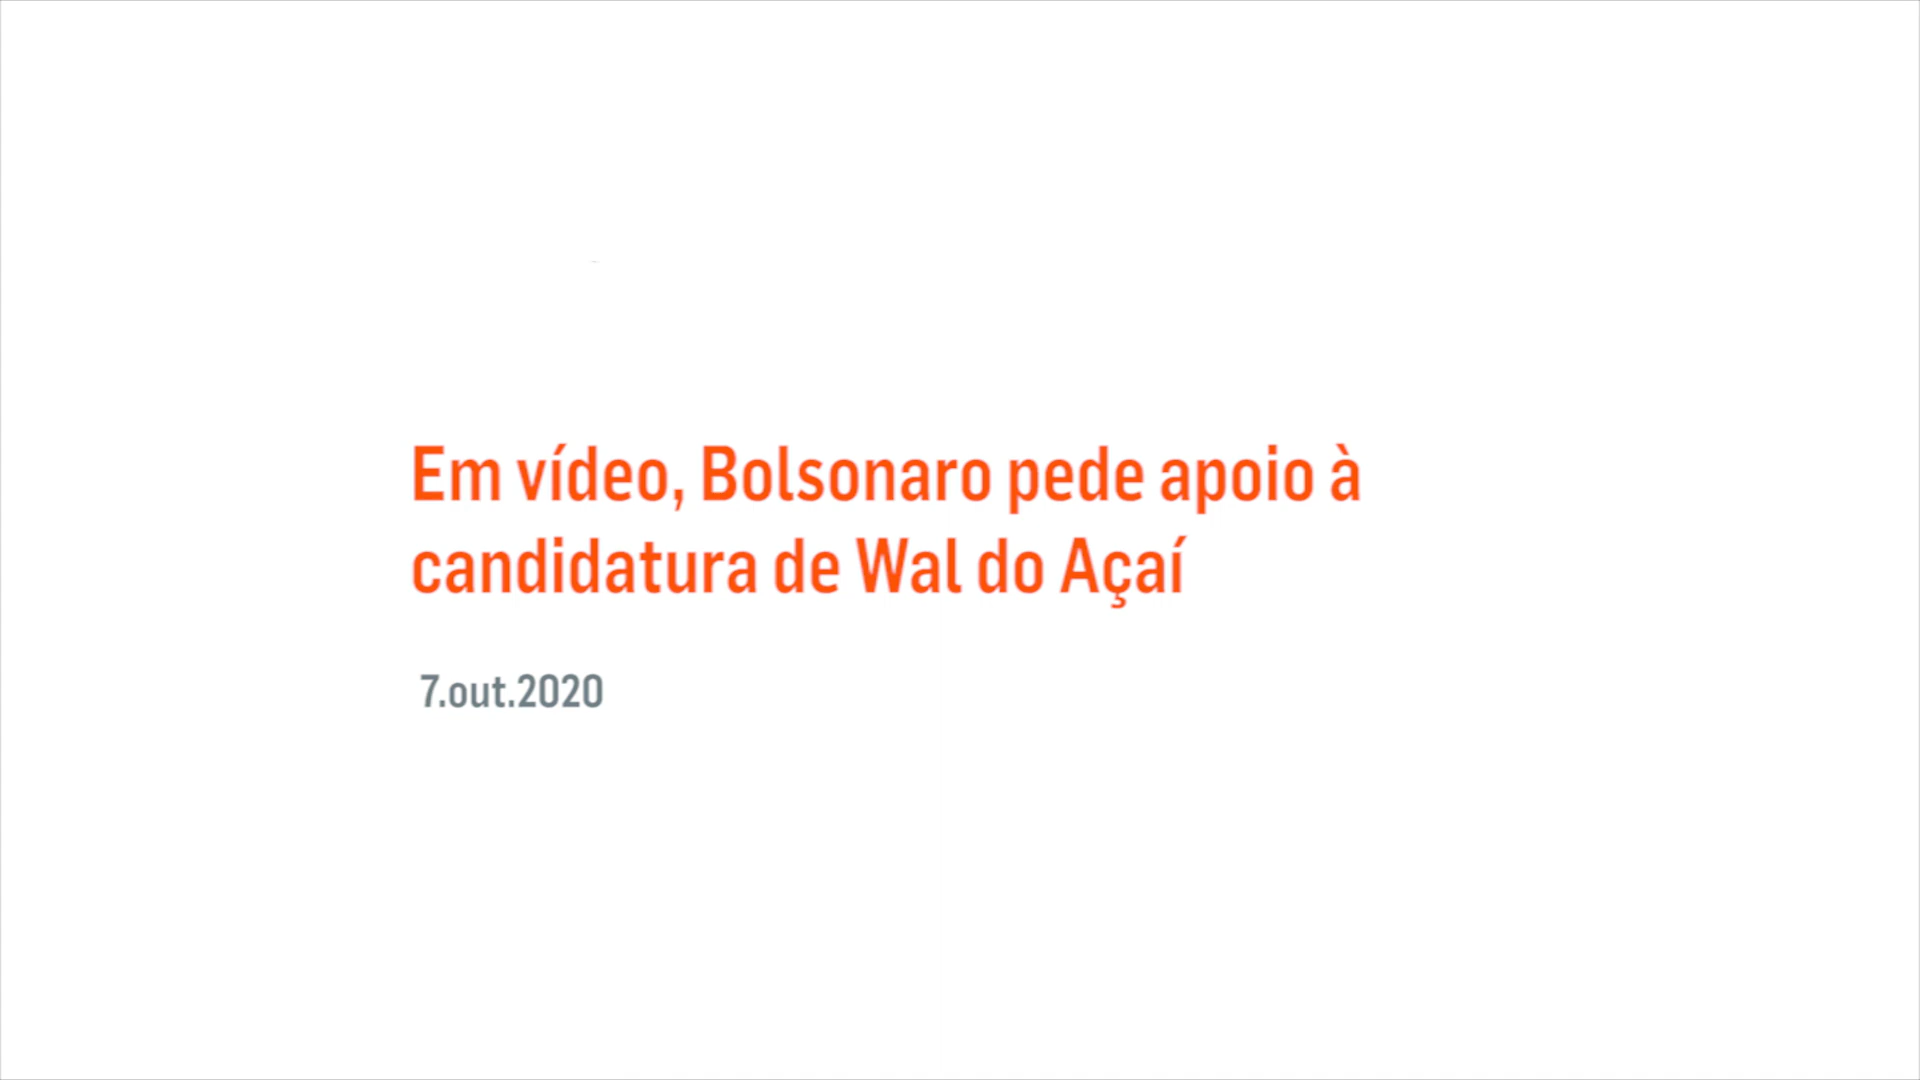 Em vídeo, Bolsonaro pede apoio à
candidatura de Wal do Açaí
7.out.2020